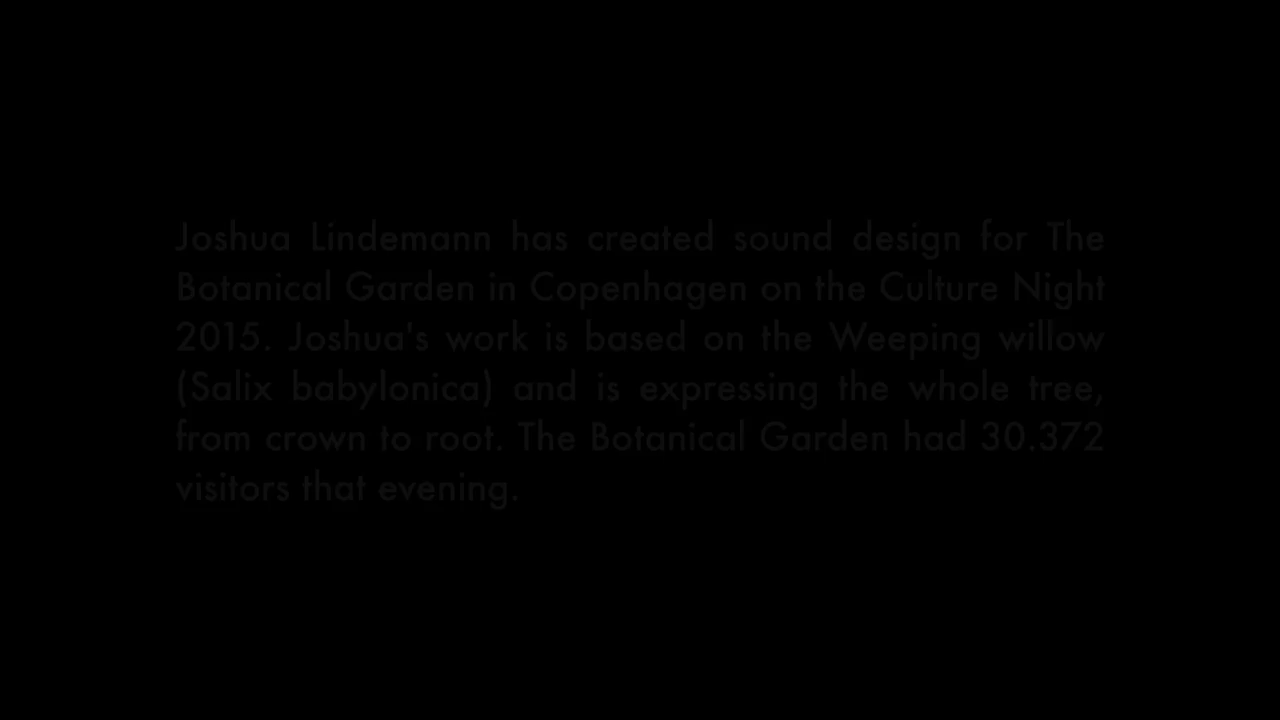 Joshua Lindemann has created sound design for The
Botanical Garden in Copenhagen on the Culture Night
2015. Joshua's work is based on the Weeping willow
(Salix babylonica) and is expressing the whole tree,
from crown to root. The Botanical Garden had 30.372
visitors that evening.